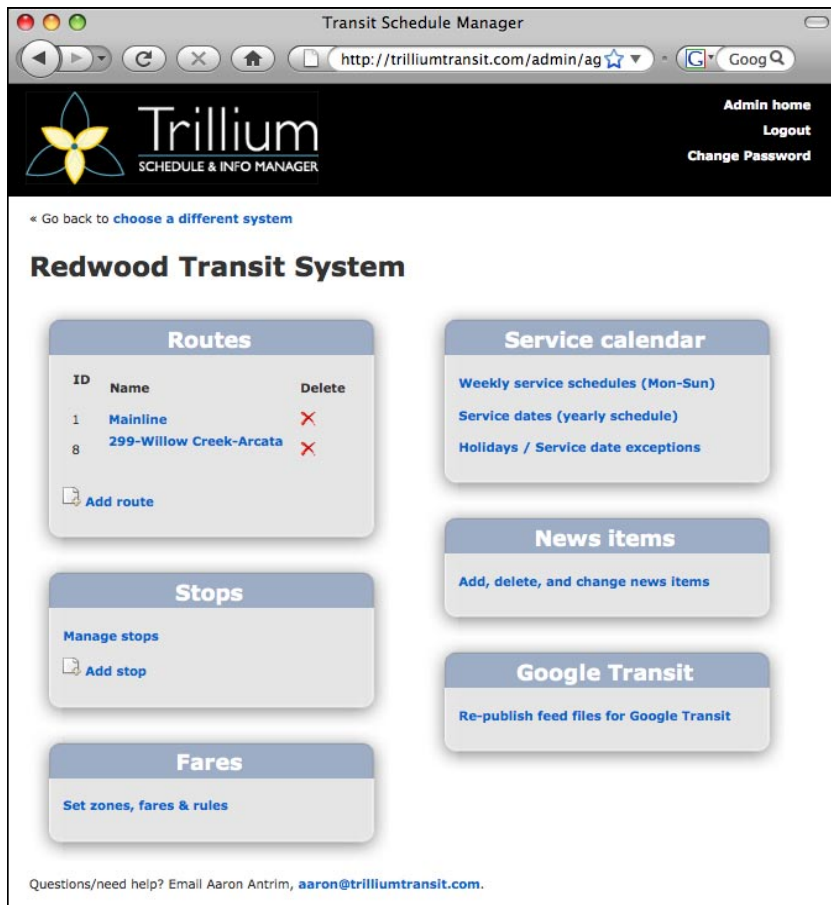 Transit Schedule Manager
http://trilliumtransit.com/admin/ag
G
Goog
Trillium
SCHEDULE & INFO MANAGER
Admin home
Logout
Change Password
« Go back to choose a different system
Redwood Transit System
Routes
ID Name Delete
1 Mainline
8 299-Willow Creek-Arcata
Add route
Stops
Manage stops
Add stop
Fares
Set zones, fares & rules
Service calendar
Weekly service schedules (Mon-Sun)
Service dates (yearly schedule)
Holidays / Service date exceptions
News items
Add, delete, and change news items
Google Transit
Re-publish feed files for Google Transit
Questions/need help? Email Aaron Antrim, aaron@trilliumtransit.com.